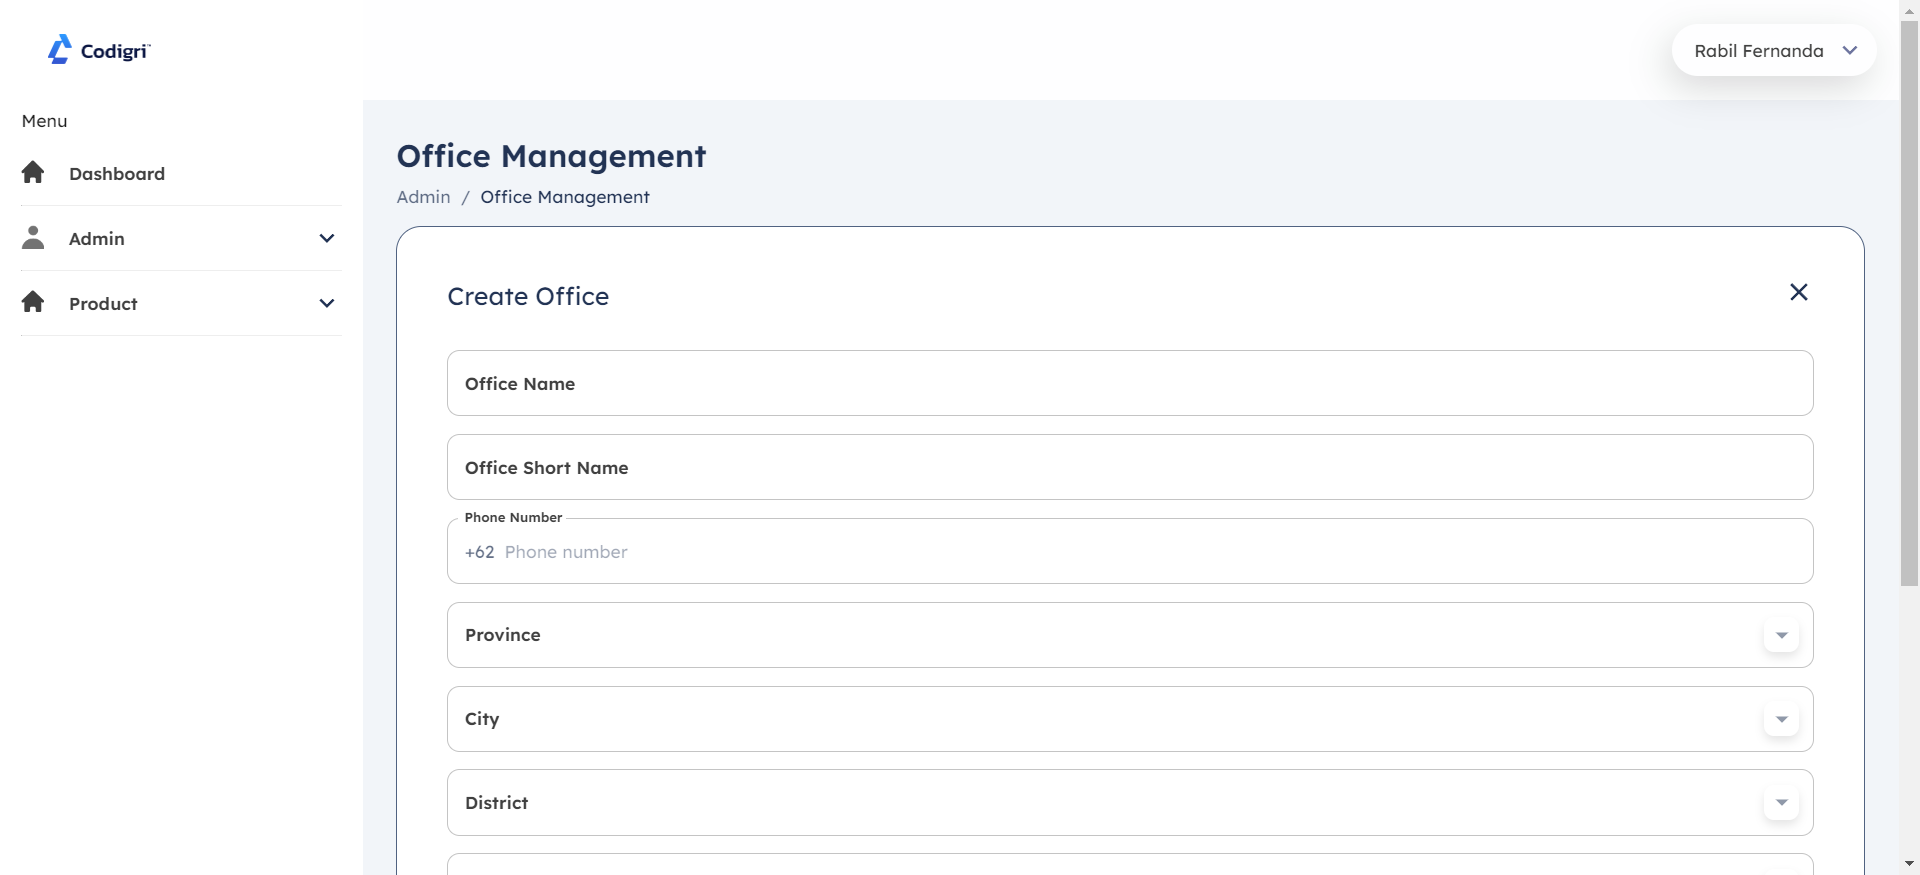 Codigri™
Rabil Fernanda
Menu
Dashboard
Admin
Product
Office Management
Admin / Office Management
Create Office
Office Name
Office Short Name
Phone Number
+62 Phone number
Province
City
District